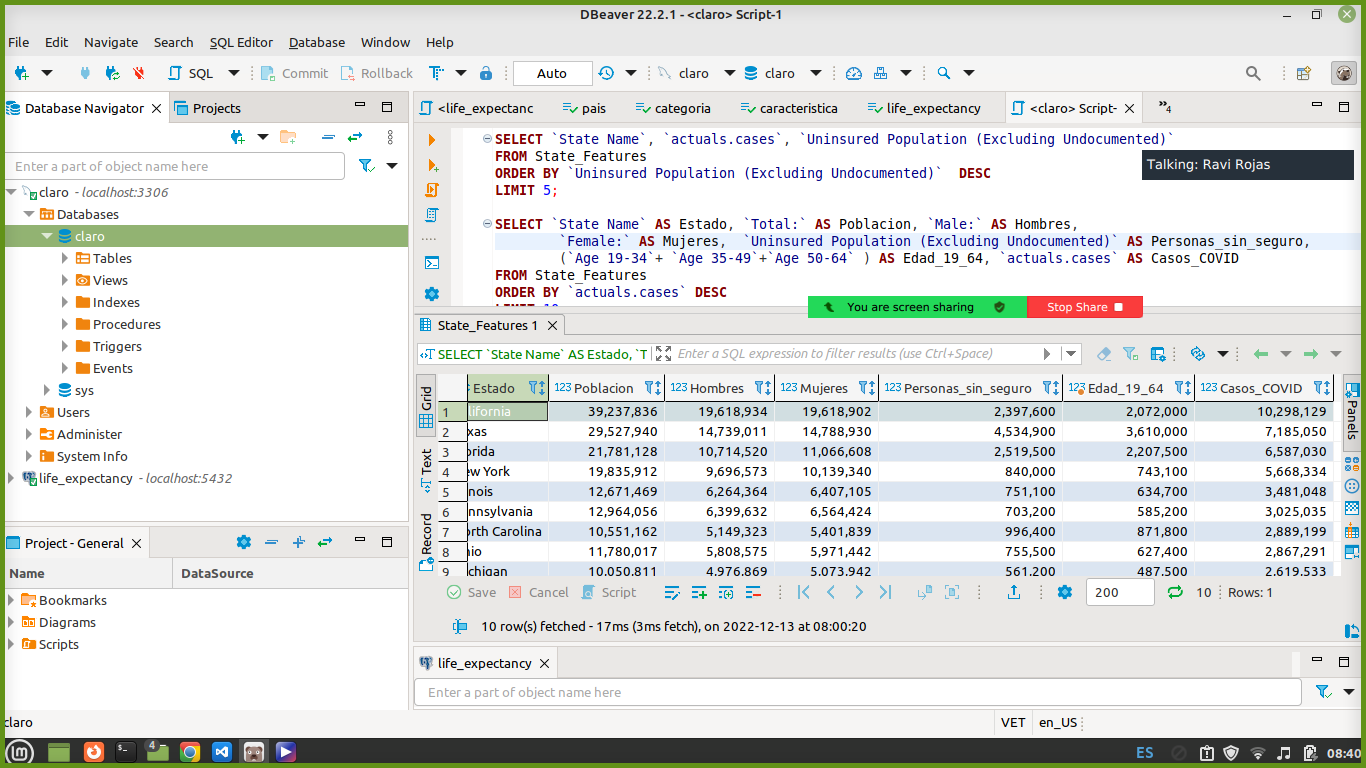 DBeaver 22.2.1 - <claro> Script-1
File Edit Navigate Search SQL Editor Database Window Help
SQL Commit Rollback Auto claro claro
Database Navigator Projects
<life_expectanc pais categoria caracteristica life_expectancy <claro> Script- »4
Enter a part of object name here
claro - localhost:3306
Databases
claro
Tables
Views
Indexes
Procedures
Triggers
Events
sys
Users
Administer
System Info
life_expectancy - localhost:5432
SELECT `State Name`, `actuals.cases`, `Uninsured Population (Excluding Undocumented)`
FROM State_Features
ORDER BY `Uninsured Population (Excluding Undocumented)` DESC
LIMIT 5;
Talking: Ravi Rojas
SELECT `State Name` AS Estado, `Total:` AS Poblacion, `Male:` AS Hombres,
`Female:` AS Mujeres, `Uninsured Population (Excluding Undocumented)` AS Personas_sin_seguro,
(`Age 19-34`+ `Age 35-49`+`Age 50-64` ) AS Edad_19_64, `actuals.cases` AS Casos_COVID
FROM State_Features
ORDER BY `actuals.cases` DESC
You are screen sharing Stop Share
State_Features 1
SELECT `State Name` AS Estado, `T Enter a SQL expression to filter results (use Ctrl+Space)
Grid
Text
Record
Panels
Estado 123 Poblacion 123 Hombres 123 Mujeres 123 Personas_sin_seguro 123 Edad_19_64 123 Casos_COVID
1 lifornia 39,237,836 19,618,934 19,618,902 2,397,600 2,072,000 10,298,129
2 xas 29,527,940 14,739,011 14,788,930 4,534,900 3,610,000 7,185,050
3 orida 21,781,128 10,714,520 11,066,608 2,519,500 2,207,500 6,587,030
4 ew York 19,835,912 9,696,573 10,139,340 840,000 743,100 5,668,334
5 inois 12,671,469 6,264,364 6,407,105 751,100 634,700 3,481,048
6 nnsylvania 12,964,056 6,399,632 6,564,424 703,200 585,200 3,025,035
7 orth Carolina 10,551,162 5,149,323 5,401,839 996,400 871,800 2,889,199
8 io 11,780,017 5,808,575 5,971,442 755,500 627,400 2,867,291
9 chigan 10,050,811 4,976,869 5,073,942 561,200 487,500 2,619,533
Save Cancel Script 200 10 Rows: 1
10 row(s) fetched - 17ms (3ms fetch), on 2022-12-13 at 08:00:20
Project - General
Name DataSource
Bookmarks
Diagrams
Scripts
life_expectancy
Enter a part of object name here
claro VET en_US
4 ES 08:40